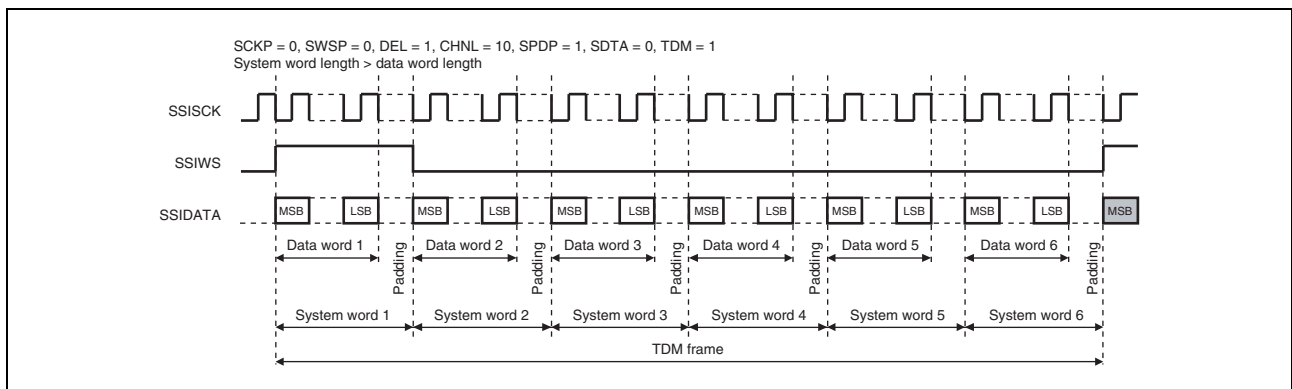 SCKP = 0, SWSP = 0, DEL = 1, CHNL = 10, SPDP = 1, SDTA = 0, TDM = 1
System word length > data word length
SSISCK
SSIWS
SSIDATA
MSB LSB MSB LSB MSB LSB MSB LSB MSB LSB MSB LSB MSB
Data word 1 Padding Data word 2 Padding Data word 3 Padding Data word 4 Padding Data word 5 Data word 6 Padding
System word 1 System word 2 System word 3 System word 4 System word 5 System word 6
TDM frame